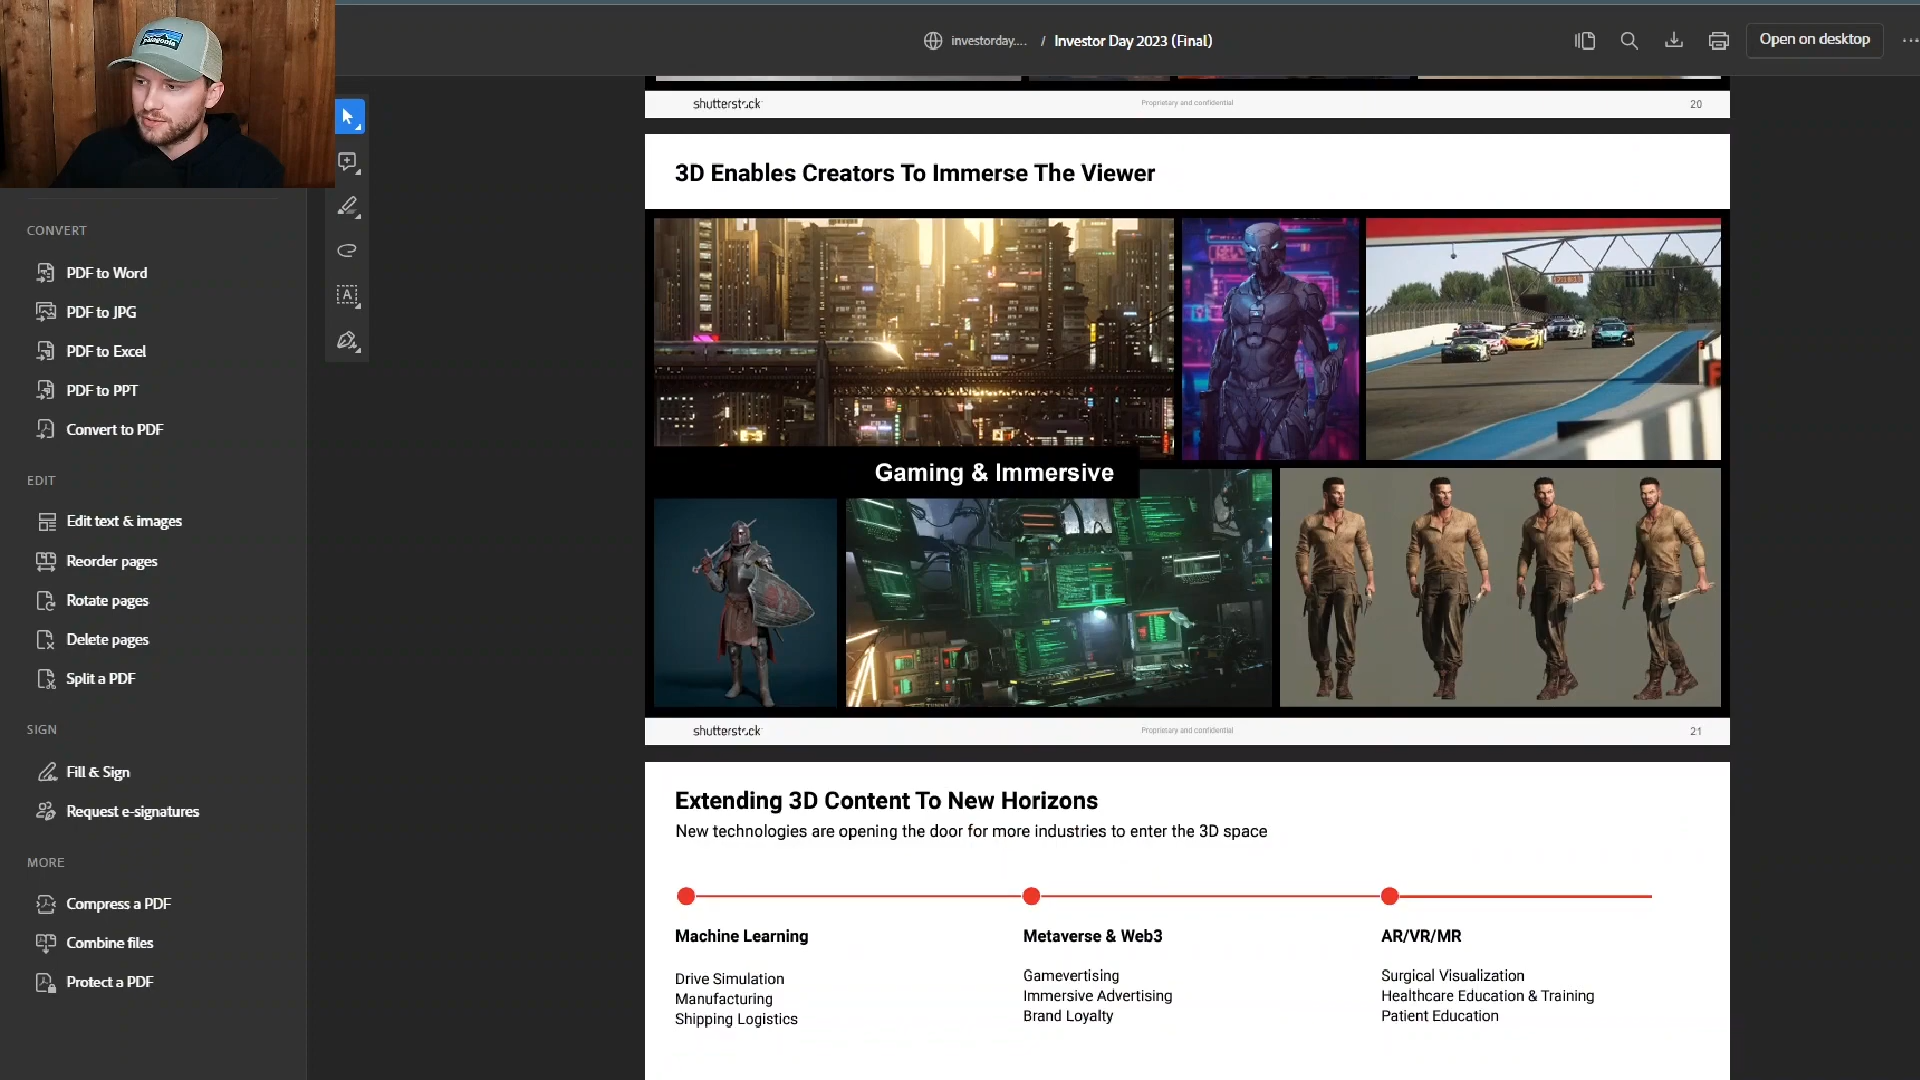 patagonia
investorday.... / Investor Day 2023 (Final)
Open on desktop
CONVERT
PDF to Word
PDF to JPG
PDF to Excel
PDF to PPT
Convert to PDF
EDIT
Edit text & images
Reorder pages
Rotate pages
Delete pages
Split a PDF
SIGN
Fill & Sign
Request e-signatures
MORE
Compress a PDF
Combine files
Protect a PDF
shutterstock
Proprietary and confidential
20
3D Enables Creators To Immerse The Viewer
Gaming & Immersive
shutterstock
Proprietary and confidential
21
Extending 3D Content To New Horizons
New technologies are opening the door for more industries to enter the 3D space
Machine Learning
Drive Simulation
Manufacturing
Shipping Logistics
Metaverse & Web3
Gamevertising
Immersive Advertising
Brand Loyalty
AR/VR/MR
Surgical Visualization
Healthcare Education & Training
Patient Education